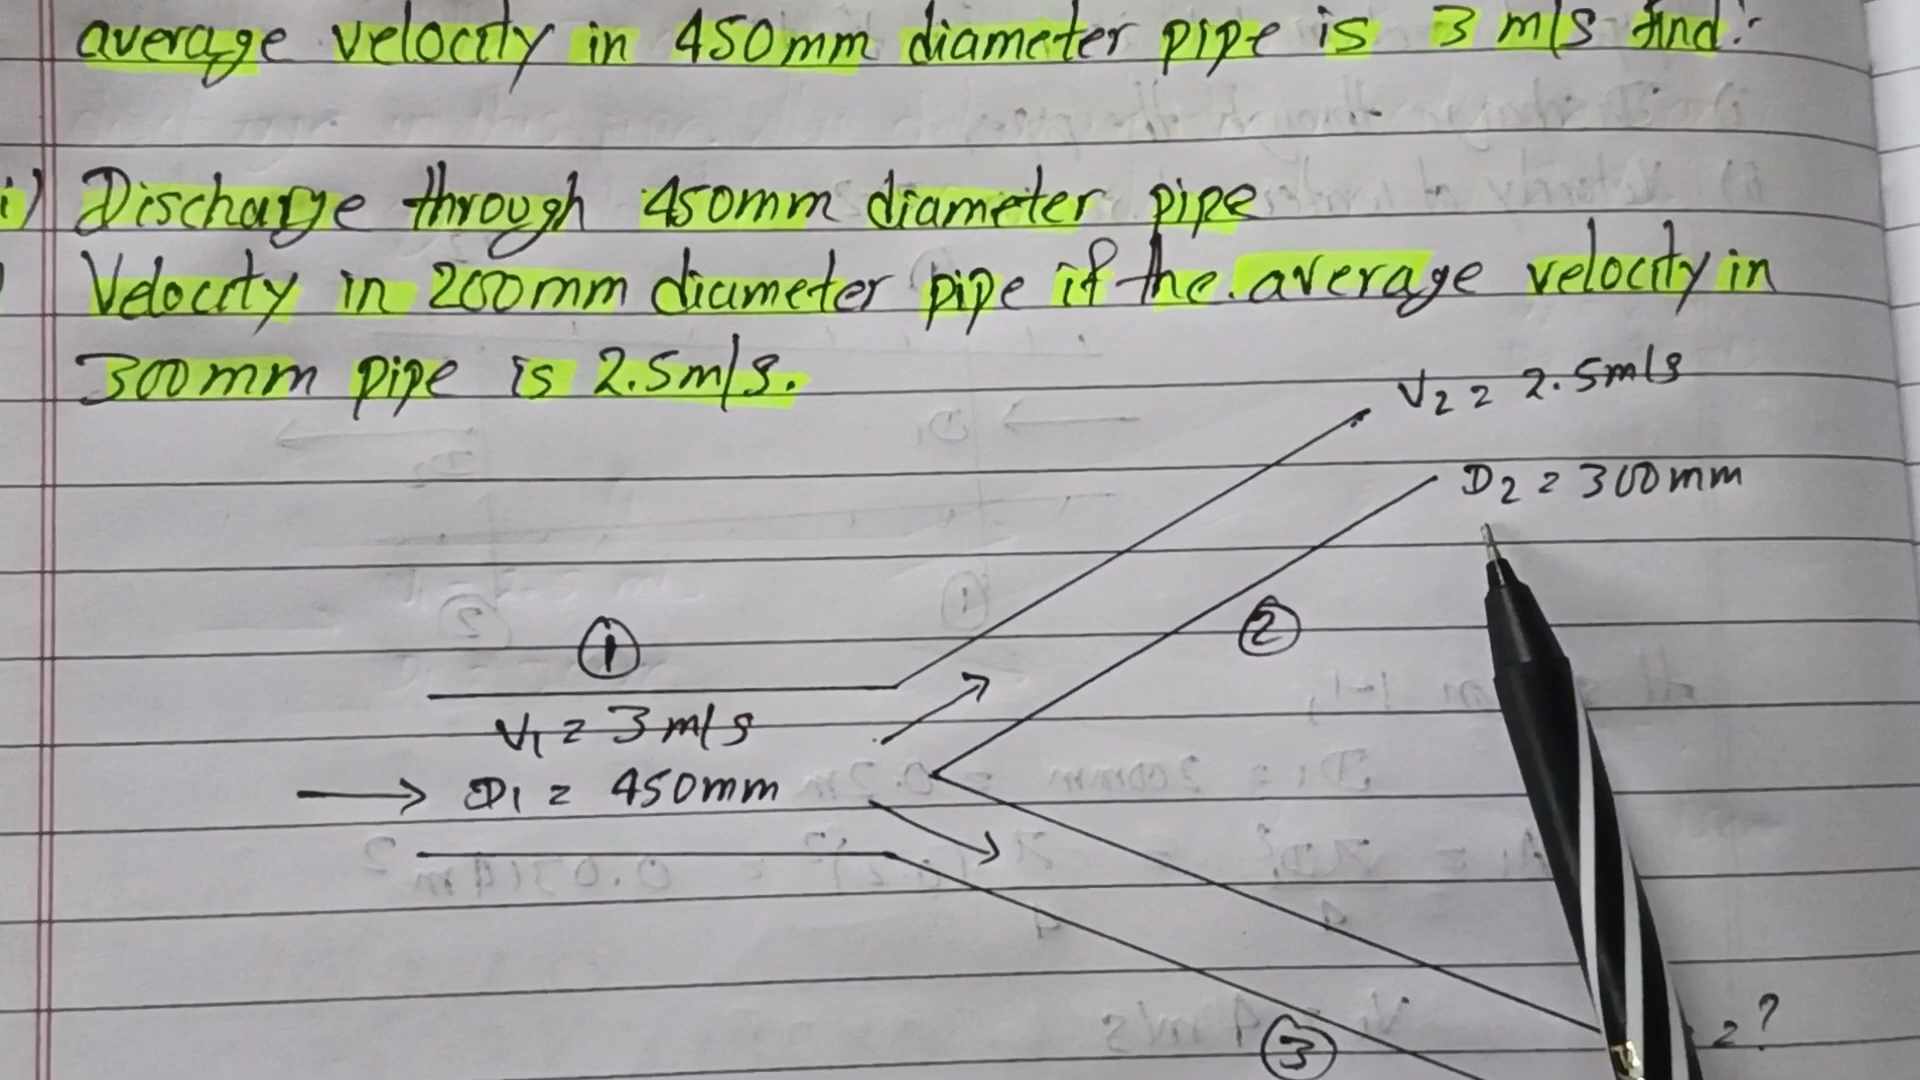 average velocity in 450mm diameter pipe is 3 m/s find:
i) Discharge through 450mm diameter pipe
Velocity in 200mm diameter pipe if the average velocity in
300mm pipe is 2.5m/s.
V2 = 2.5m/s
D2 = 300mm
①
②
V1 = 3 m/s
D1 = 450mm
③
= ?